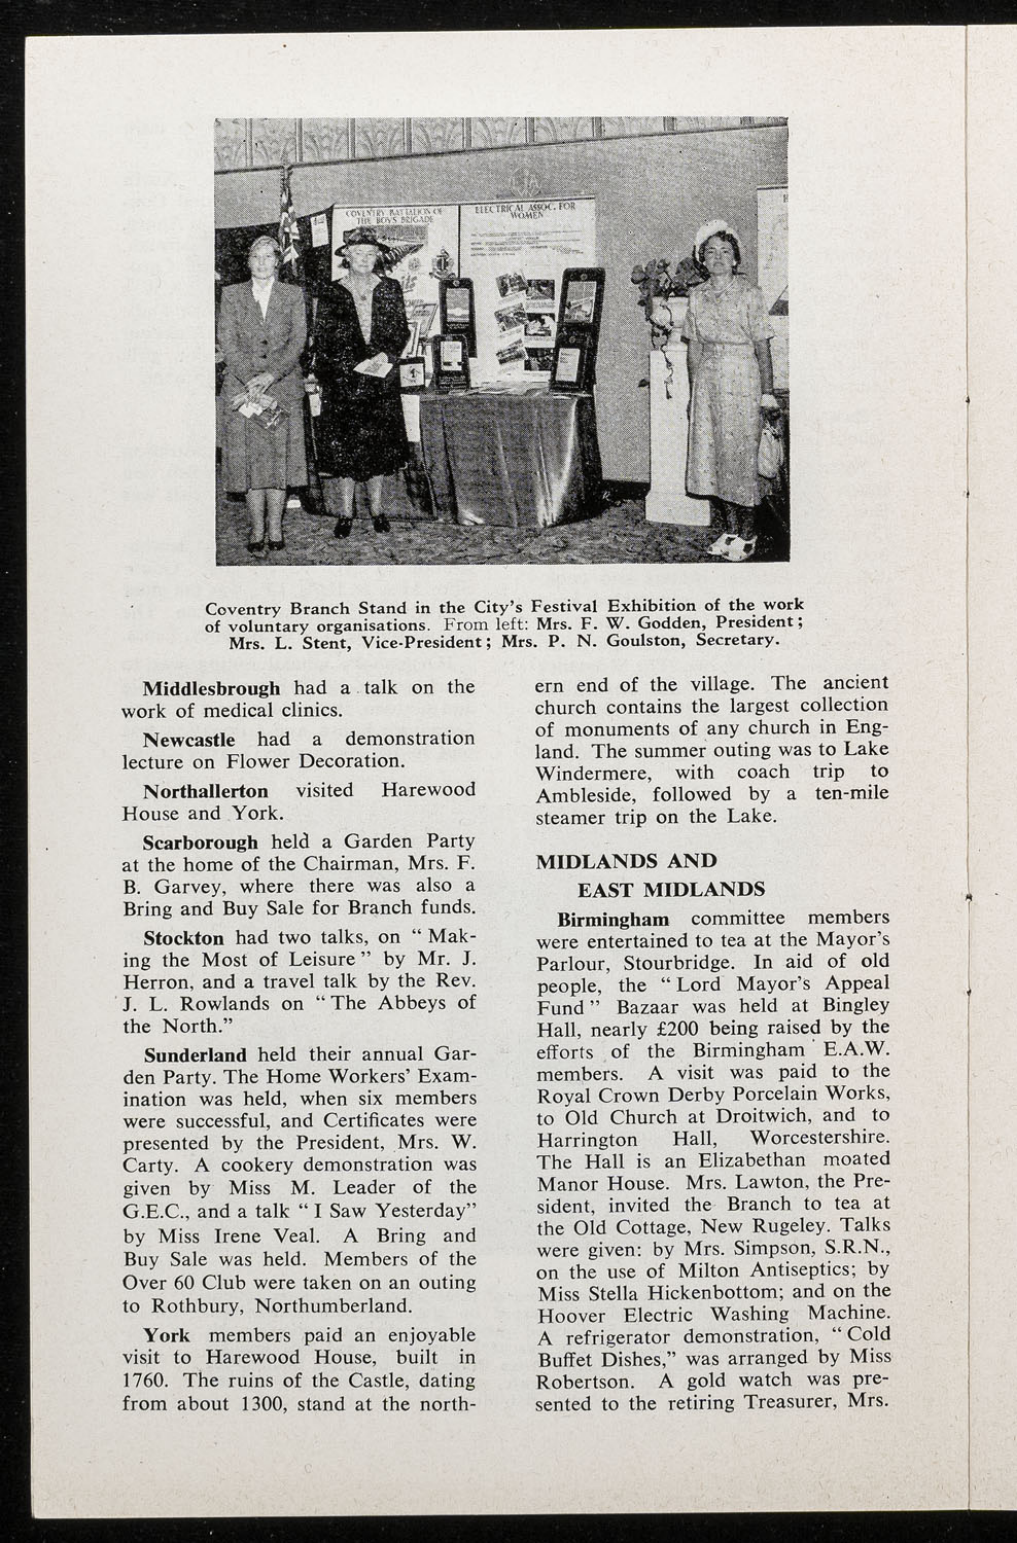 COVENTRY BATTALION OF
THE BOYS BRIGADE
ELECTRICAL ASSOC. FOR
WOMEN
Coventry Branch Stand in the City's Festival Exhibition of the work
of voluntary organisations. From left: Mrs. F. W. Godden, President;
Mrs. L. Stent, Vice-President; Mrs. P. N. Goulston, Secretary.
Middlesbrough had a talk on the
work of medical clinics.
Newcastle had a demonstration
lecture on Flower Decoration.
Northallerton visited Harewood
House and York.
Scarborough held a Garden Party
at the home of the Chairman, Mrs. F.
B. Garvey, where there was also a
Bring and Buy Sale for Branch funds.
Stockton had two talks, on "Mak-
ing the Most of Leisure" by Mr. J.
Herron, and a travel talk by the Rev.
J. L. Rowlands on "The Abbeys of
the North."
Sunderland held their annual Gar-
den Party. The Home Workers' Exam-
ination was held, when six members
were successful, and Certificates were
presented by the President, Mrs. W.
Carty. A cookery demonstration was
given by Miss M. Leader of the
G.E.C., and a talk "I Saw Yesterday"
by Miss Irene Veal. A Bring and
Buy Sale was held. Members of the
Over 60 Club were taken on an outing
to Rothbury, Northumberland.
York members paid an enjoyable
visit to Harewood House, built in
1760. The ruins of the Castle, dating
from about 1300, stand at the north-
ern end of the village. The ancient
church contains the largest collection
of monuments of any church in Eng-
land. The summer outing was to Lake
Windermere, with coach trip to
Ambleside, followed by a ten-mile
steamer trip on the Lake.
MIDLANDS AND
EAST MIDLANDS
Birmingham committee members
were entertained to tea at the Mayor's
Parlour, Stourbridge. In aid of old
people, the "Lord Mayor's Appeal
Fund" Bazaar was held at Bingley
Hall, nearly £200 being raised by the
efforts of the Birmingham E.A.W.
members. A visit was paid to the
Royal Crown Derby Porcelain Works,
to Old Church at Droitwich, and to
Harrington Hall, Worcestershire.
The Hall is an Elizabethan moated
Manor House. Mrs. Lawton, the Pre-
sident, invited the Branch to tea at
the Old Cottage, New Rugeley. Talks
were given: by Mrs. Simpson, S.R.N.,
on the use of Milton Antiseptics; by
Miss Stella Hickenbottom; and on the
Hoover Electric Washing Machine.
A refrigerator demonstration, "Cold
Buffet Dishes," was arranged by Miss
Robertson. A gold watch was pre-
sented to the retiring Treasurer, Mrs.